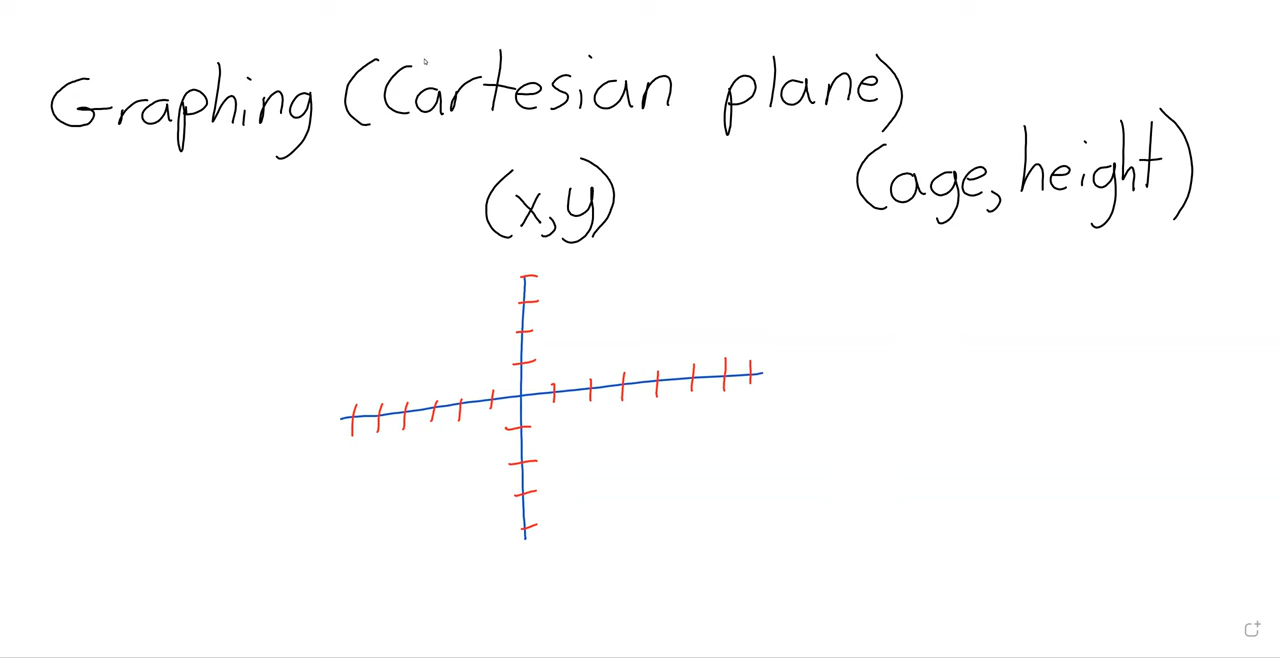 Graphing (Cartesian plane)
(age, height)
(x, y)